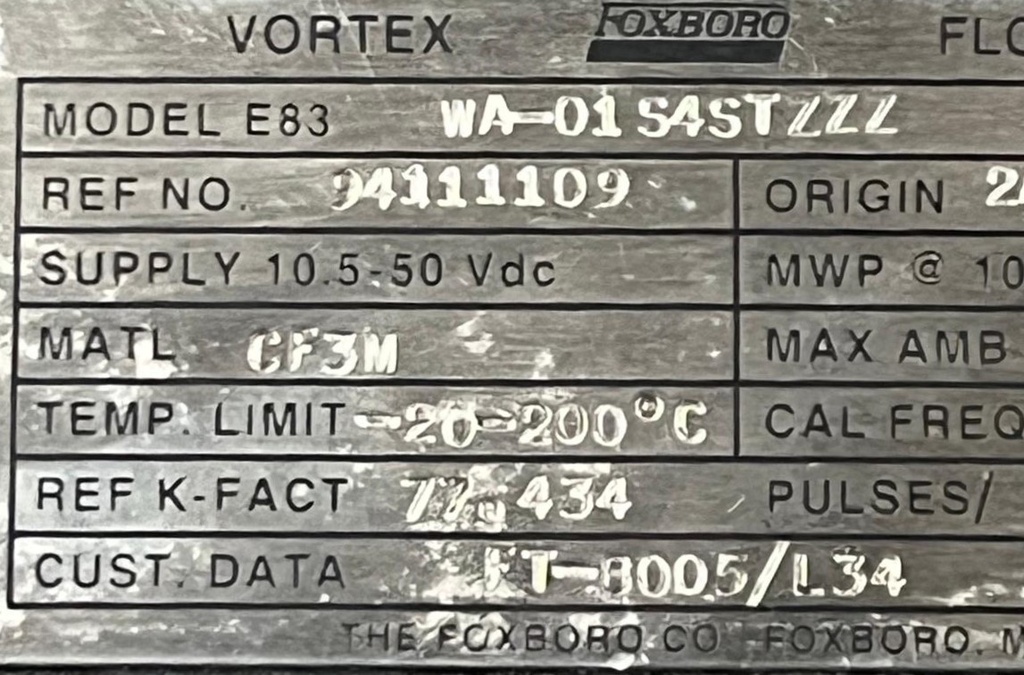 VORTEX FOXBORO FLO
MODEL E83 WA-01S4STZZZ
REF NO. 94111109 ORIGIN 2
SUPPLY 10.5-50 Vdc MWP @ 10
MATL CF3M MAX AMB
TEMP. LIMIT -20-200°C CAL FREQ
REF K-FACT 77.434 PULSES/
CUST. DATA FT-8005/L34
THE FOXBORO CO FOXBORO, M